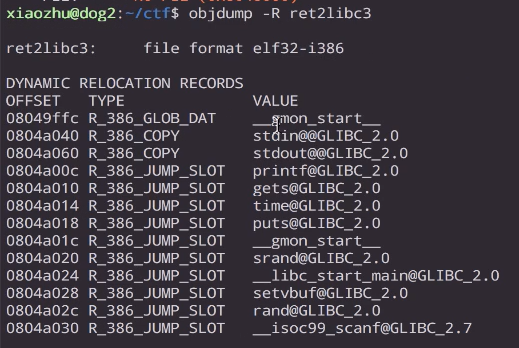 xiaozhu@dog2:~/ctf$ objdump -R ret2libc3
ret2libc3:     file format elf32-i386
DYNAMIC RELOCATION RECORDS
OFFSET   TYPE              VALUE
08049ffc R_386_GLOB_DAT    __gmon_start__
0804a040 R_386_COPY        stdin@@GLIBC_2.0
0804a060 R_386_COPY        stdout@@GLIBC_2.0
0804a00c R_386_JUMP_SLOT   printf@GLIBC_2.0
0804a010 R_386_JUMP_SLOT   gets@GLIBC_2.0
0804a014 R_386_JUMP_SLOT   time@GLIBC_2.0
0804a018 R_386_JUMP_SLOT   puts@GLIBC_2.0
0804a01c R_386_JUMP_SLOT   __gmon_start__
0804a020 R_386_JUMP_SLOT   srand@GLIBC_2.0
0804a024 R_386_JUMP_SLOT   __libc_start_main@GLIBC_2.0
0804a028 R_386_JUMP_SLOT   setvbuf@GLIBC_2.0
0804a02c R_386_JUMP_SLOT   rand@GLIBC_2.0
0804a030 R_386_JUMP_SLOT   __isoc99_scanf@GLIBC_2.7